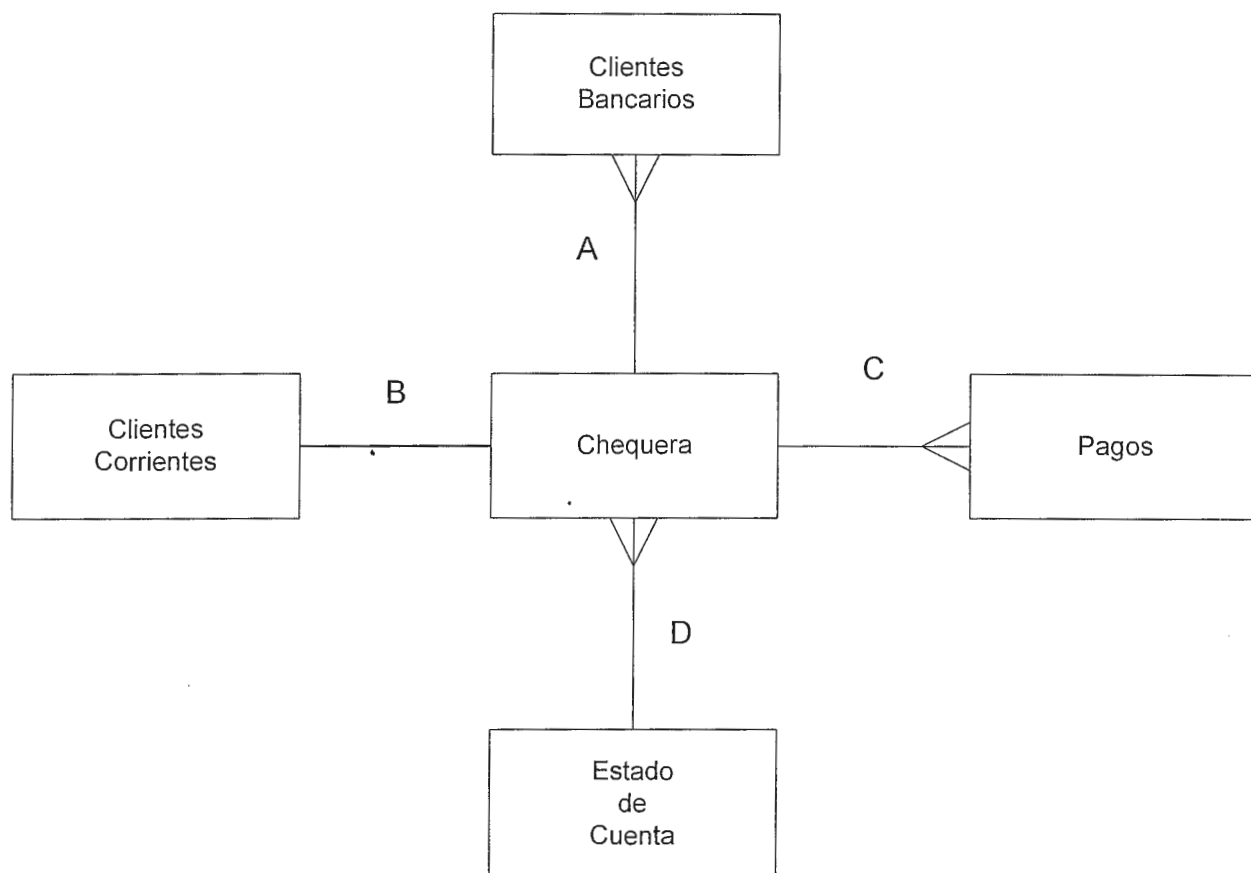 Clientes
Bancarios
A
B
C
Clientes
Corrientes
Chequera
Pagos
D
Estado
de
Cuenta